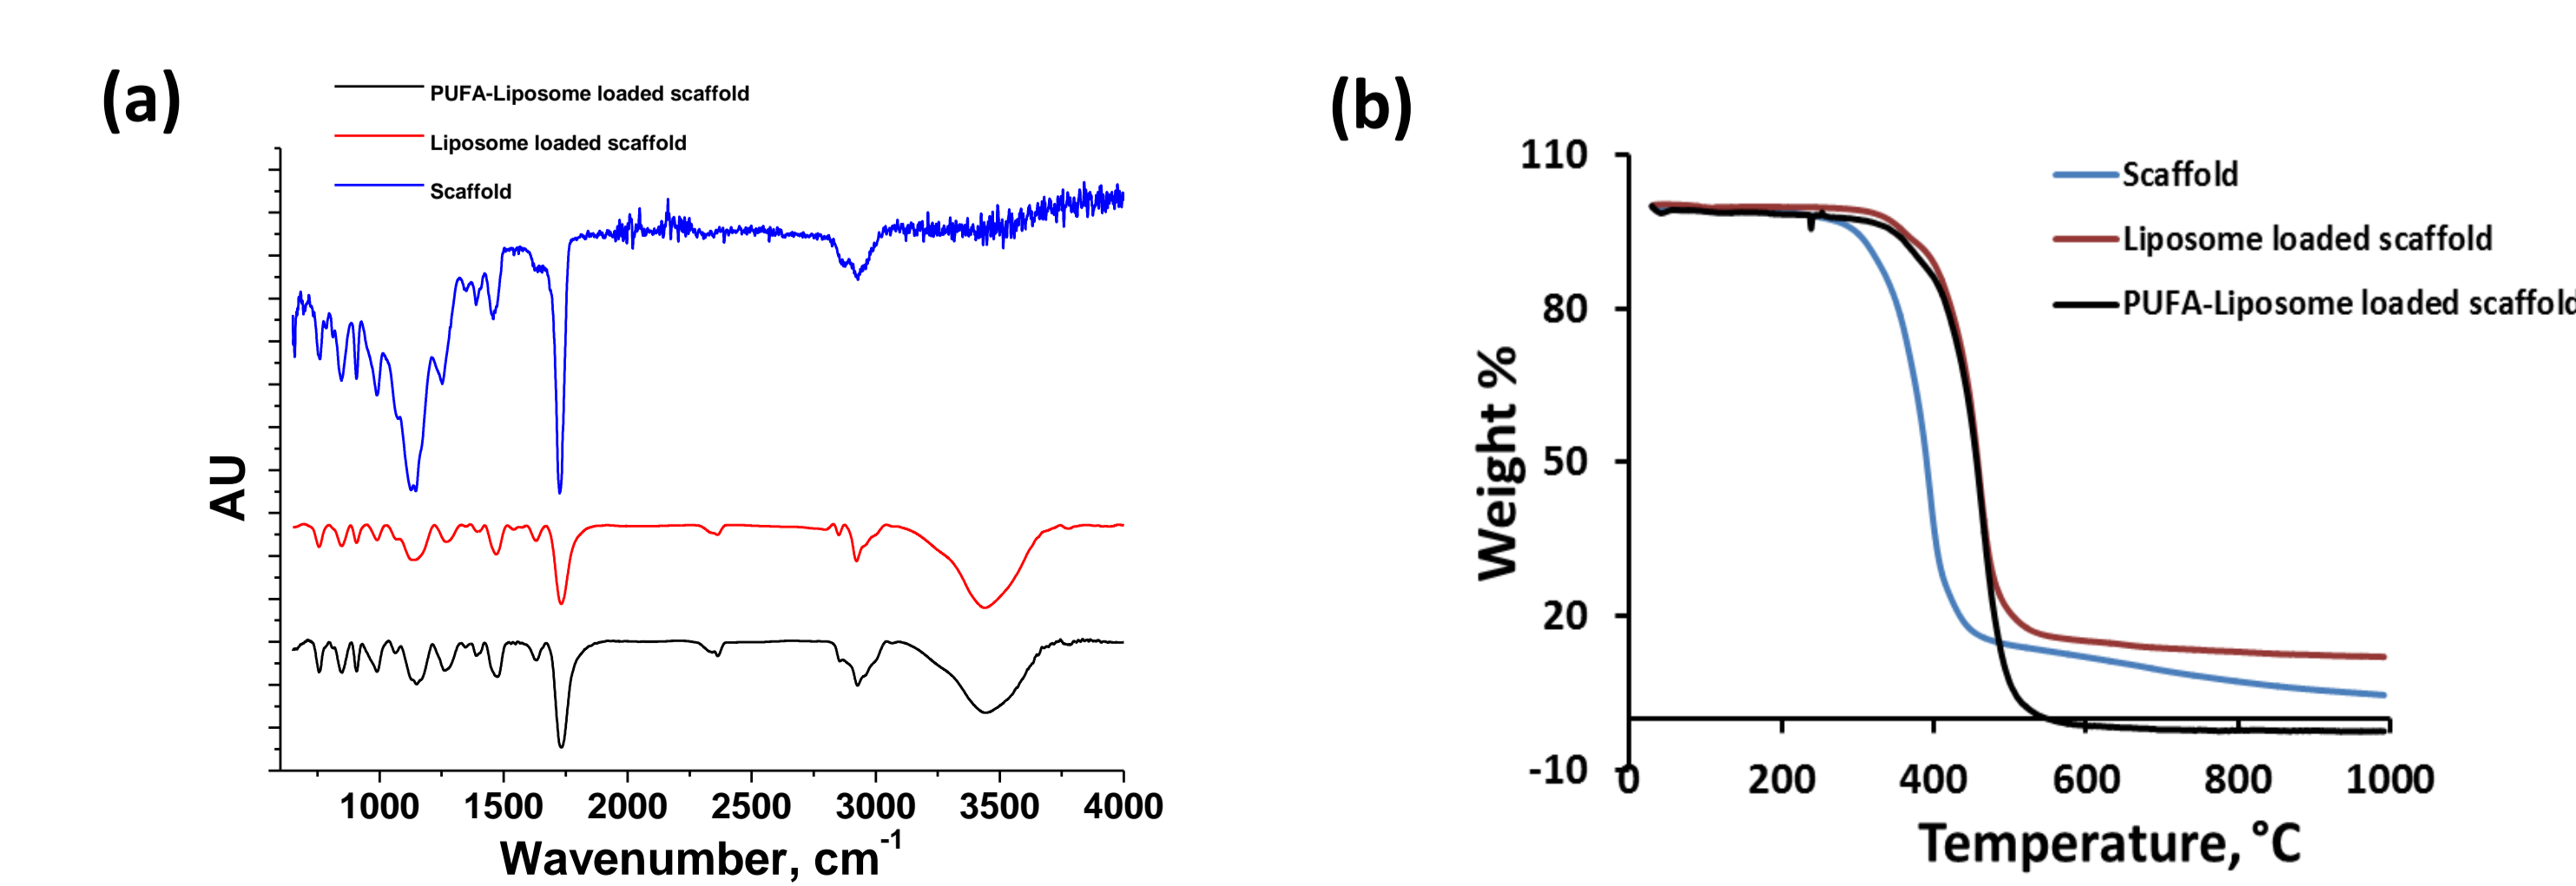 (a)
PUFA-Liposome loaded scaffold
Liposome loaded scaffold
Scaffold
AU
1000 1500 2000 2500 3000 3500 4000
Wavenumber, cm-1
(b)
110
80
50
20
-10
Weight %
Scaffold
Liposome loaded scaffold
PUFA-Liposome loaded scaffold
0 200 400 600 800 1000
Temperature, °C